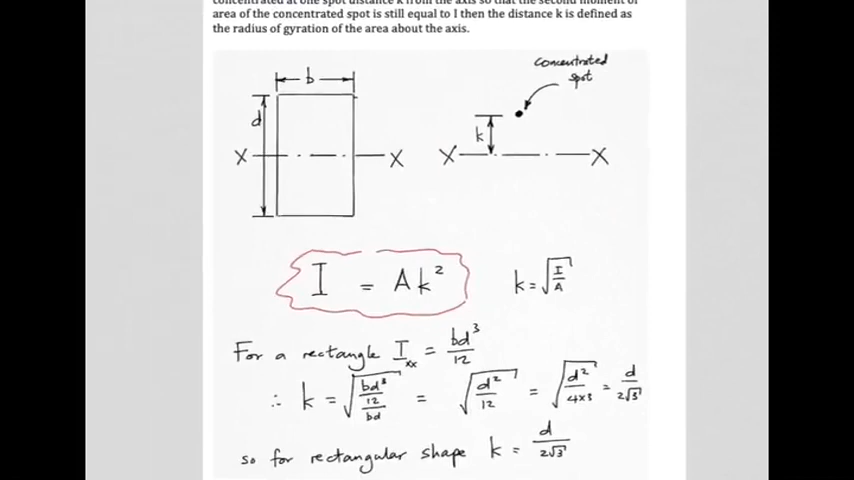 concentrated at one spot distance k from the axis so that the second moment of
area of the concentrated spot is still equal to I then the distance k is defined as
the radius of gyration of the area about the axis.
concentrated
spot
b
d
k
X X X X
I = Ak² k = √(I/A)
For a rectangle Ixx = bd³/12
∴ k = √((bd³/12)/bd) = √(d²/12) = √(d²/(4×3)) = d/(2√3)
so for rectangular shape k = d/(2√3)